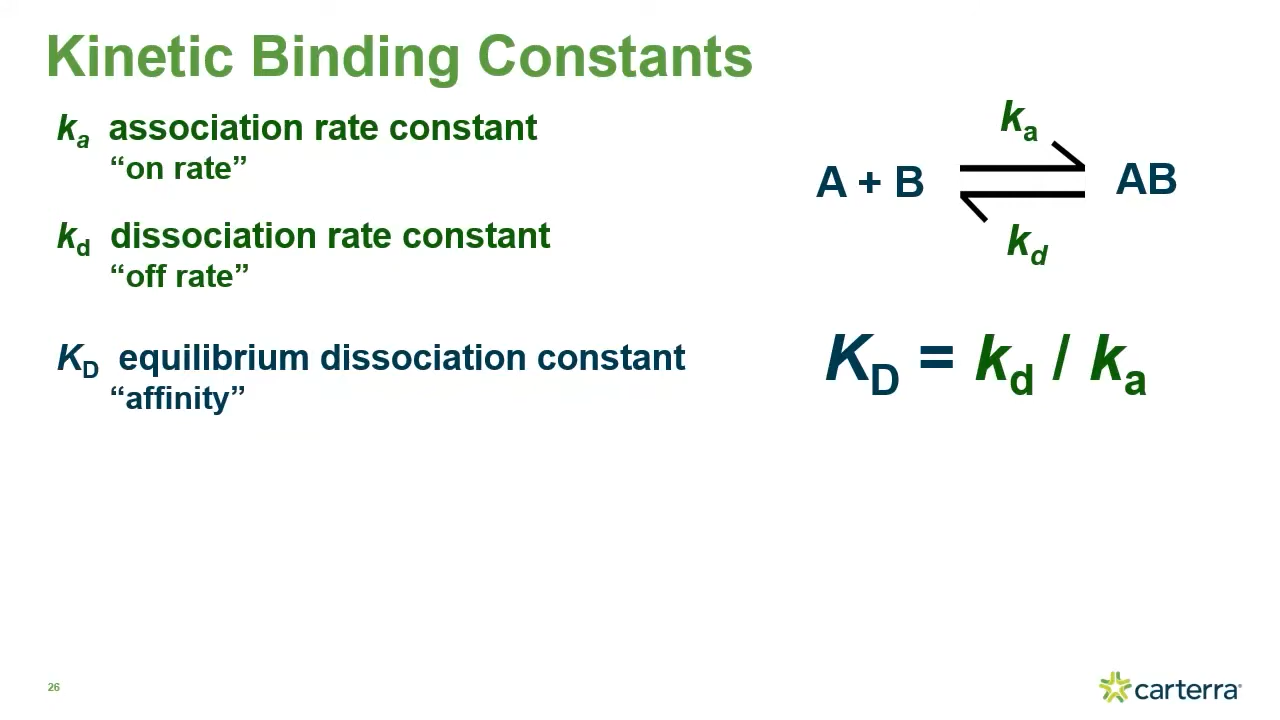 Kinetic Binding Constants
ka association rate constant
“on rate”
kd dissociation rate constant
“off rate”
KD equilibrium dissociation constant
“affinity”
ka
A + B
AB
kd
KD = kd / ka
26
carterra®